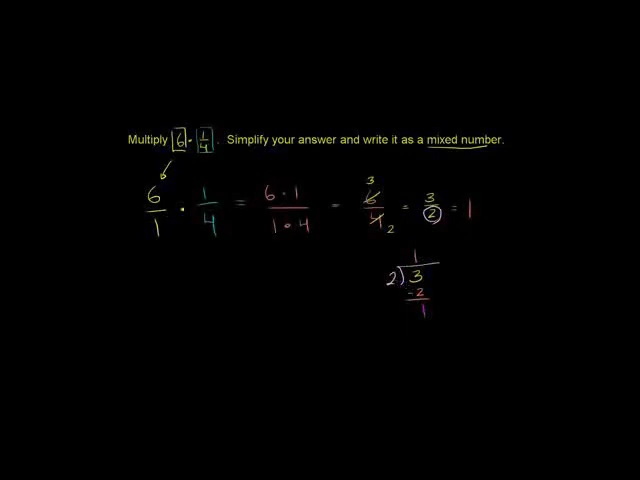 Multiply 6 · 1/4 . Simplify your answer and write it as a mixed number.
6/1 · 1/4 = 6 · 1 / 1 · 4 = 6/4 3 2 = 3/2 = 1
1
2)3
-2
1